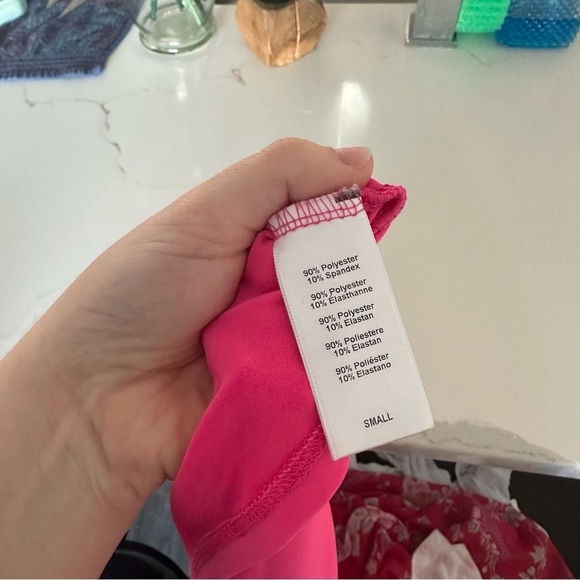 90% Polyester
10% Spandex
90% Polyester
10% Elasthanne
90% Polyester
10% Elastan
90% Poliestere
10% Elastan
90% Poliéster
10% Elastano
SMALL